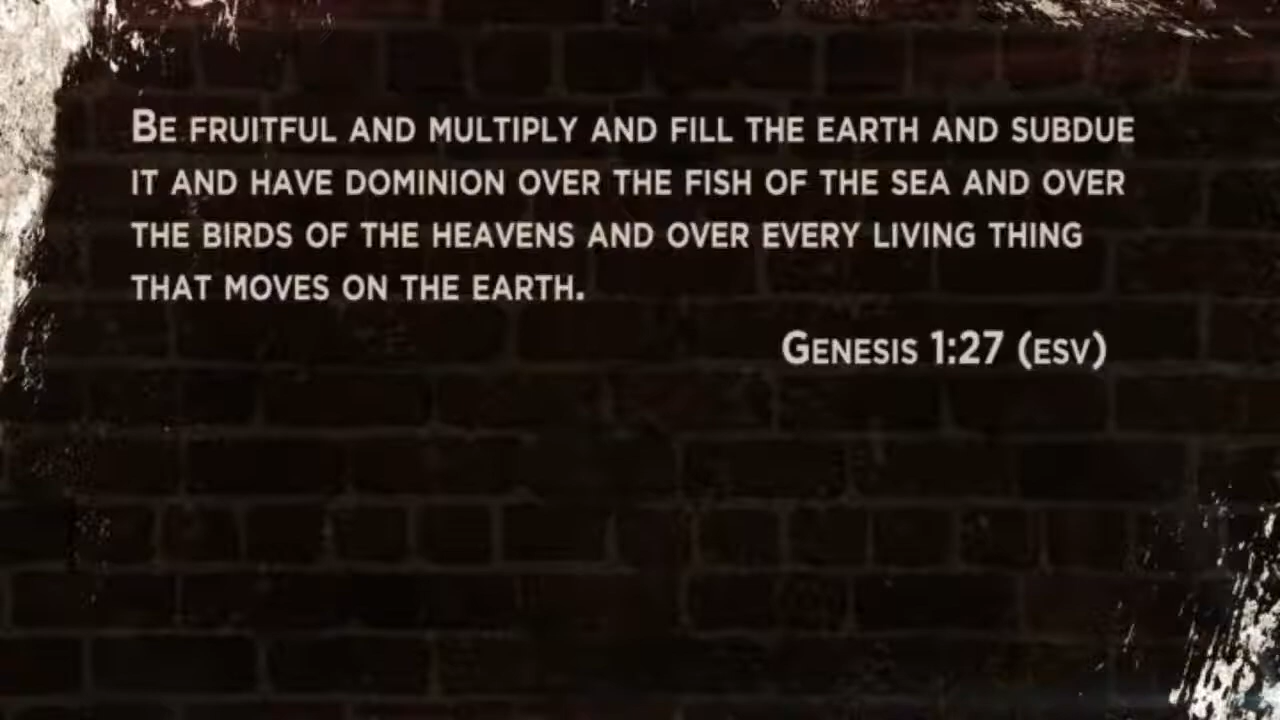 Be fruitful and multiply and fill the earth and subdue
it and have dominion over the fish of the sea and over
the birds of the heavens and over every living thing
that moves on the earth.
Genesis 1:27 (esv)